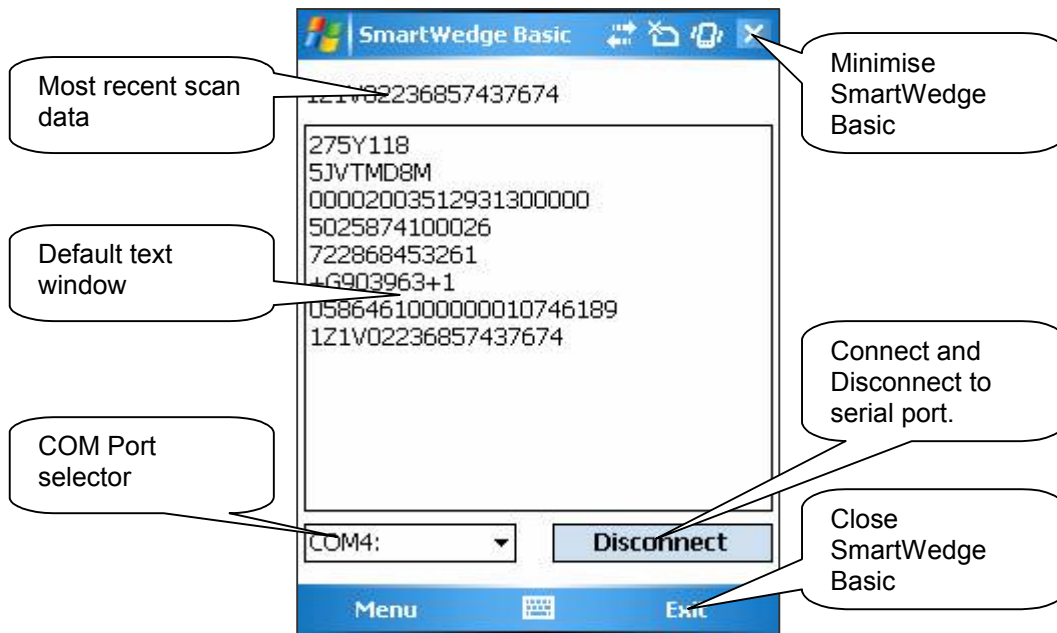 SmartWedge Basic
Most recent scan
data
Minimise
SmartWedge
Basic
1Z1V02236857437674
275Y118
5JVTMD8M
00002003512931300000
5025874100026
722868453261
+G903963+1
05864610000000010746189
1Z1V02236857437674
Default text
window
Connect and
Disconnect to
serial port.
COM Port
selector
COM4:
Disconnect
Close
SmartWedge
Basic
Menu
Exit